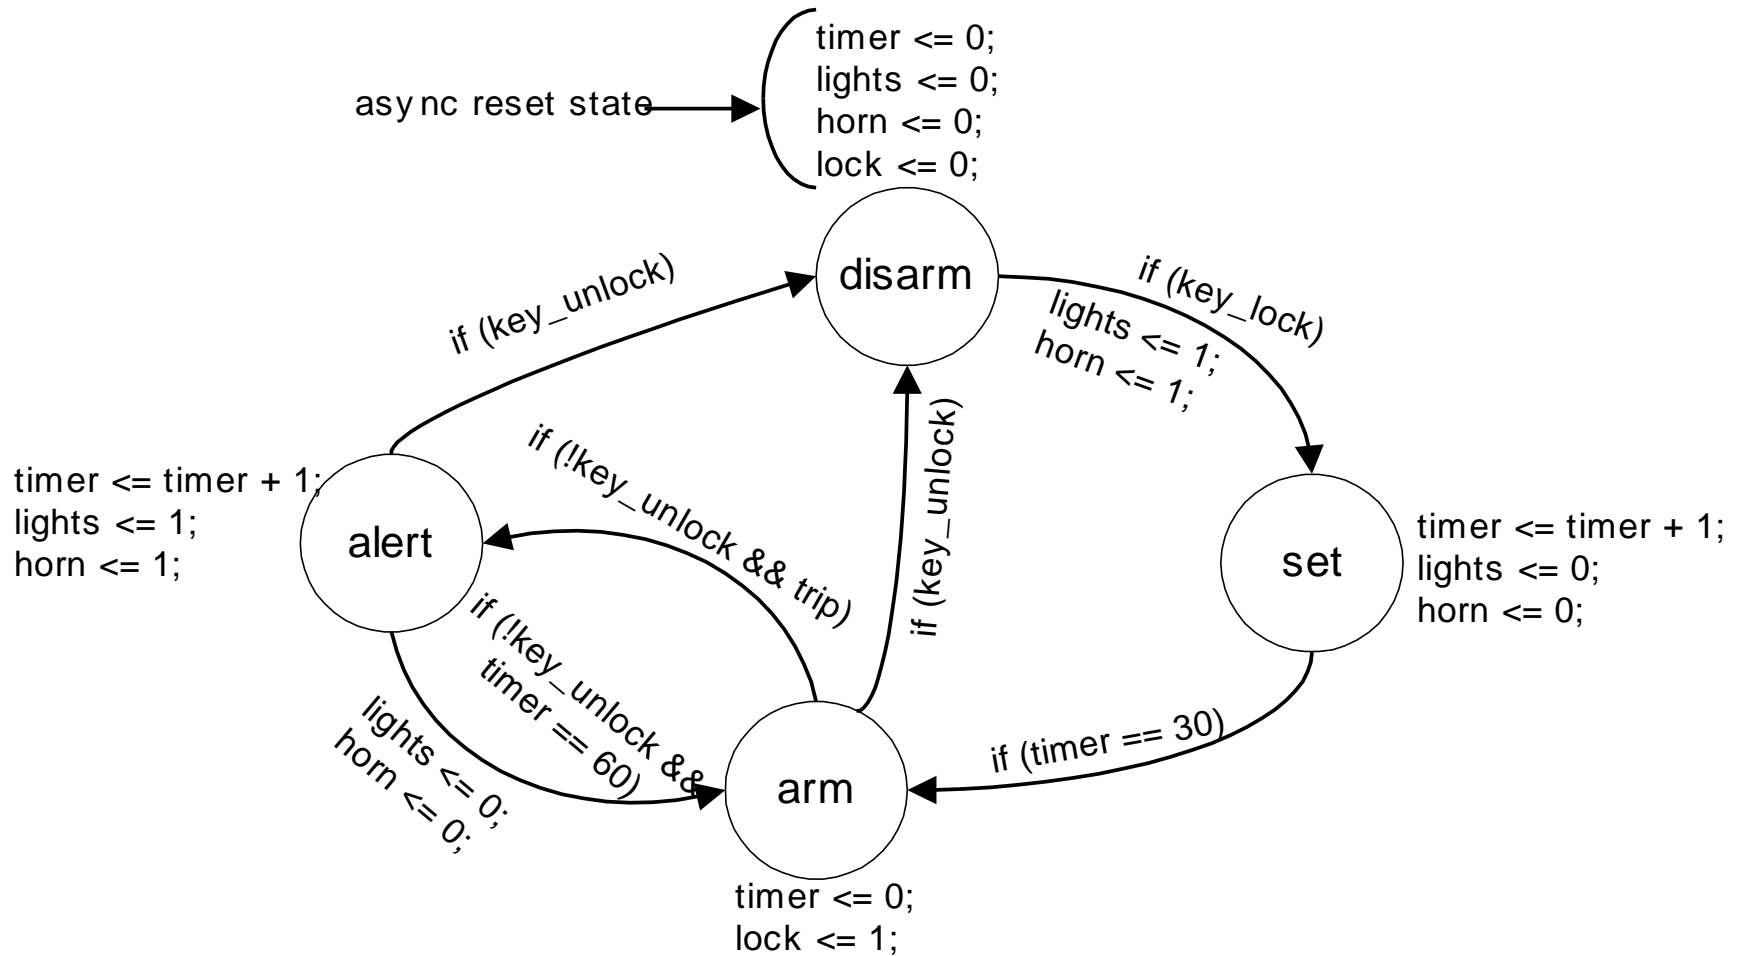 timer <= 0;
lights <= 0;
horn <= 0;
lock <= 0;
async reset state
disarm
if (key_unlock)
if (key_lock)
lights <= 1;
horn <= 1;
if (!key_unlock && trip)
if (key_unlock)
timer <= timer + 1;
lights <= 1;
horn <= 1;
alert
set
timer <= timer + 1;
lights <= 0;
horn <= 0;
if (!key_unlock &&
timer == 60)
lights <= 0;
horn <= 0;
if (timer == 30)
arm
timer <= 0;
lock <= 1;